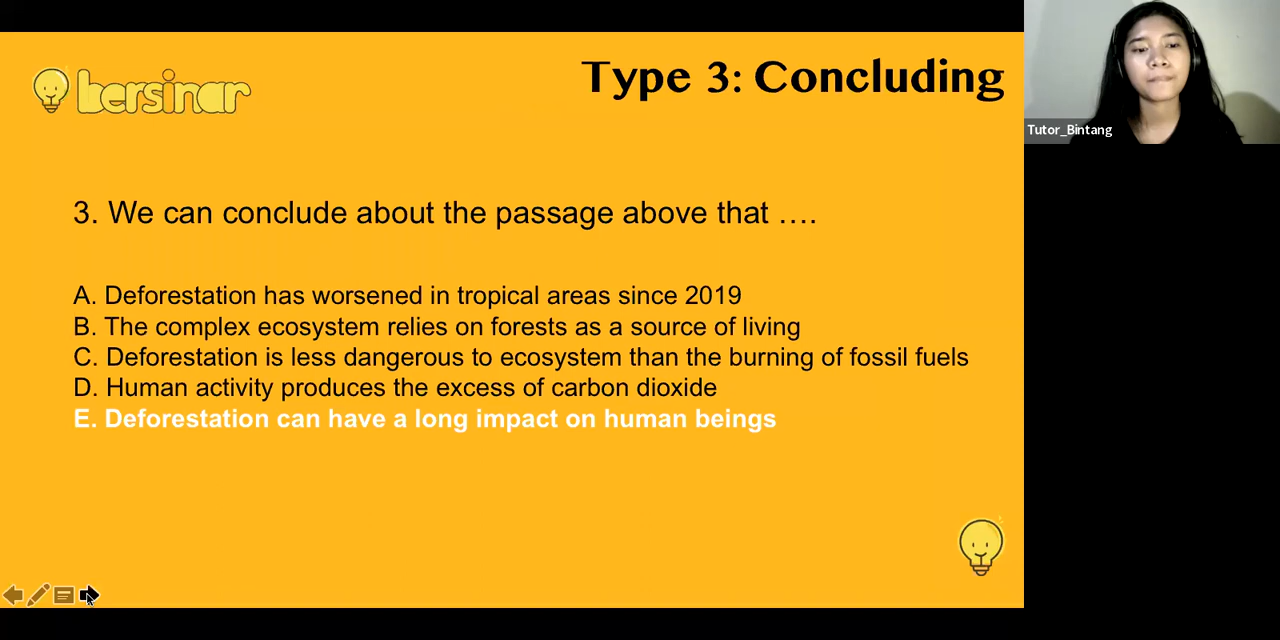 bersinar
Type 3: Concluding
Tutor_Bintang
3. We can conclude about the passage above that ....
A. Deforestation has worsened in tropical areas since 2019
B. The complex ecosystem relies on forests as a source of living
C. Deforestation is less dangerous to ecosystem than the burning of fossil fuels
D. Human activity produces the excess of carbon dioxide
E. Deforestation can have a long impact on human beings